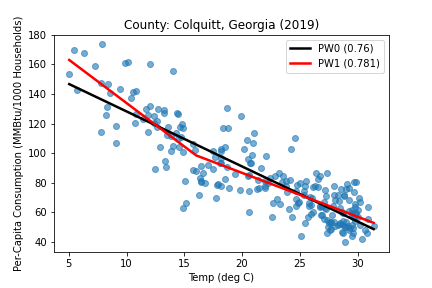 County: Colquitt, Georgia (2019)
PW0 (0.76)
PW1 (0.781)
Per-Capita Consumption (MMBtu/1000 Households)
180
160
140
120
100
80
60
40
5 10 15 20 25 30
Temp (deg C)